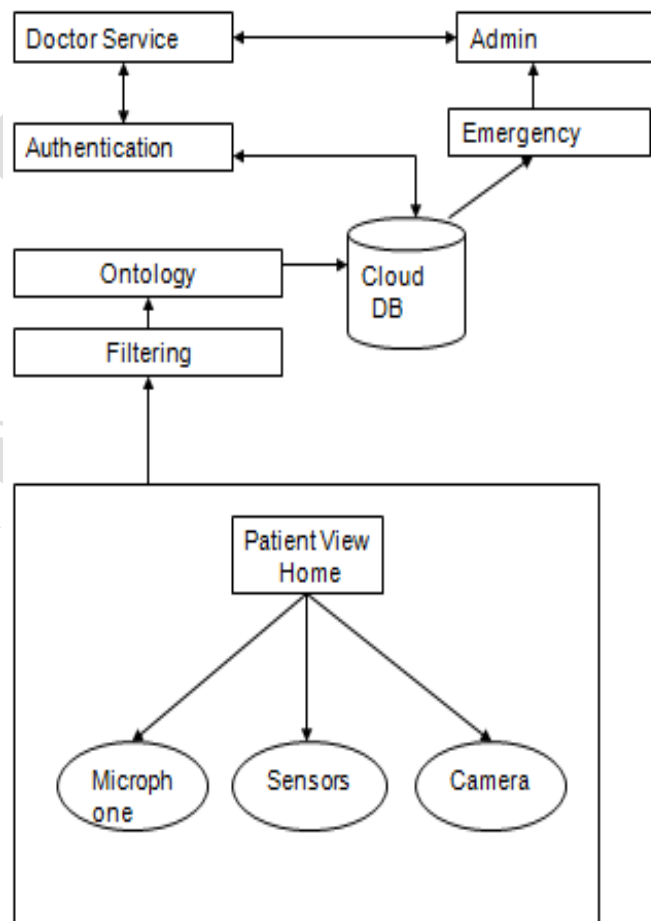 Doctor Service
Admin
Emergency
Authentication
Ontology
Cloud
DB
Filtering
Patient View
Home
Microph
one
Sensors
Camera